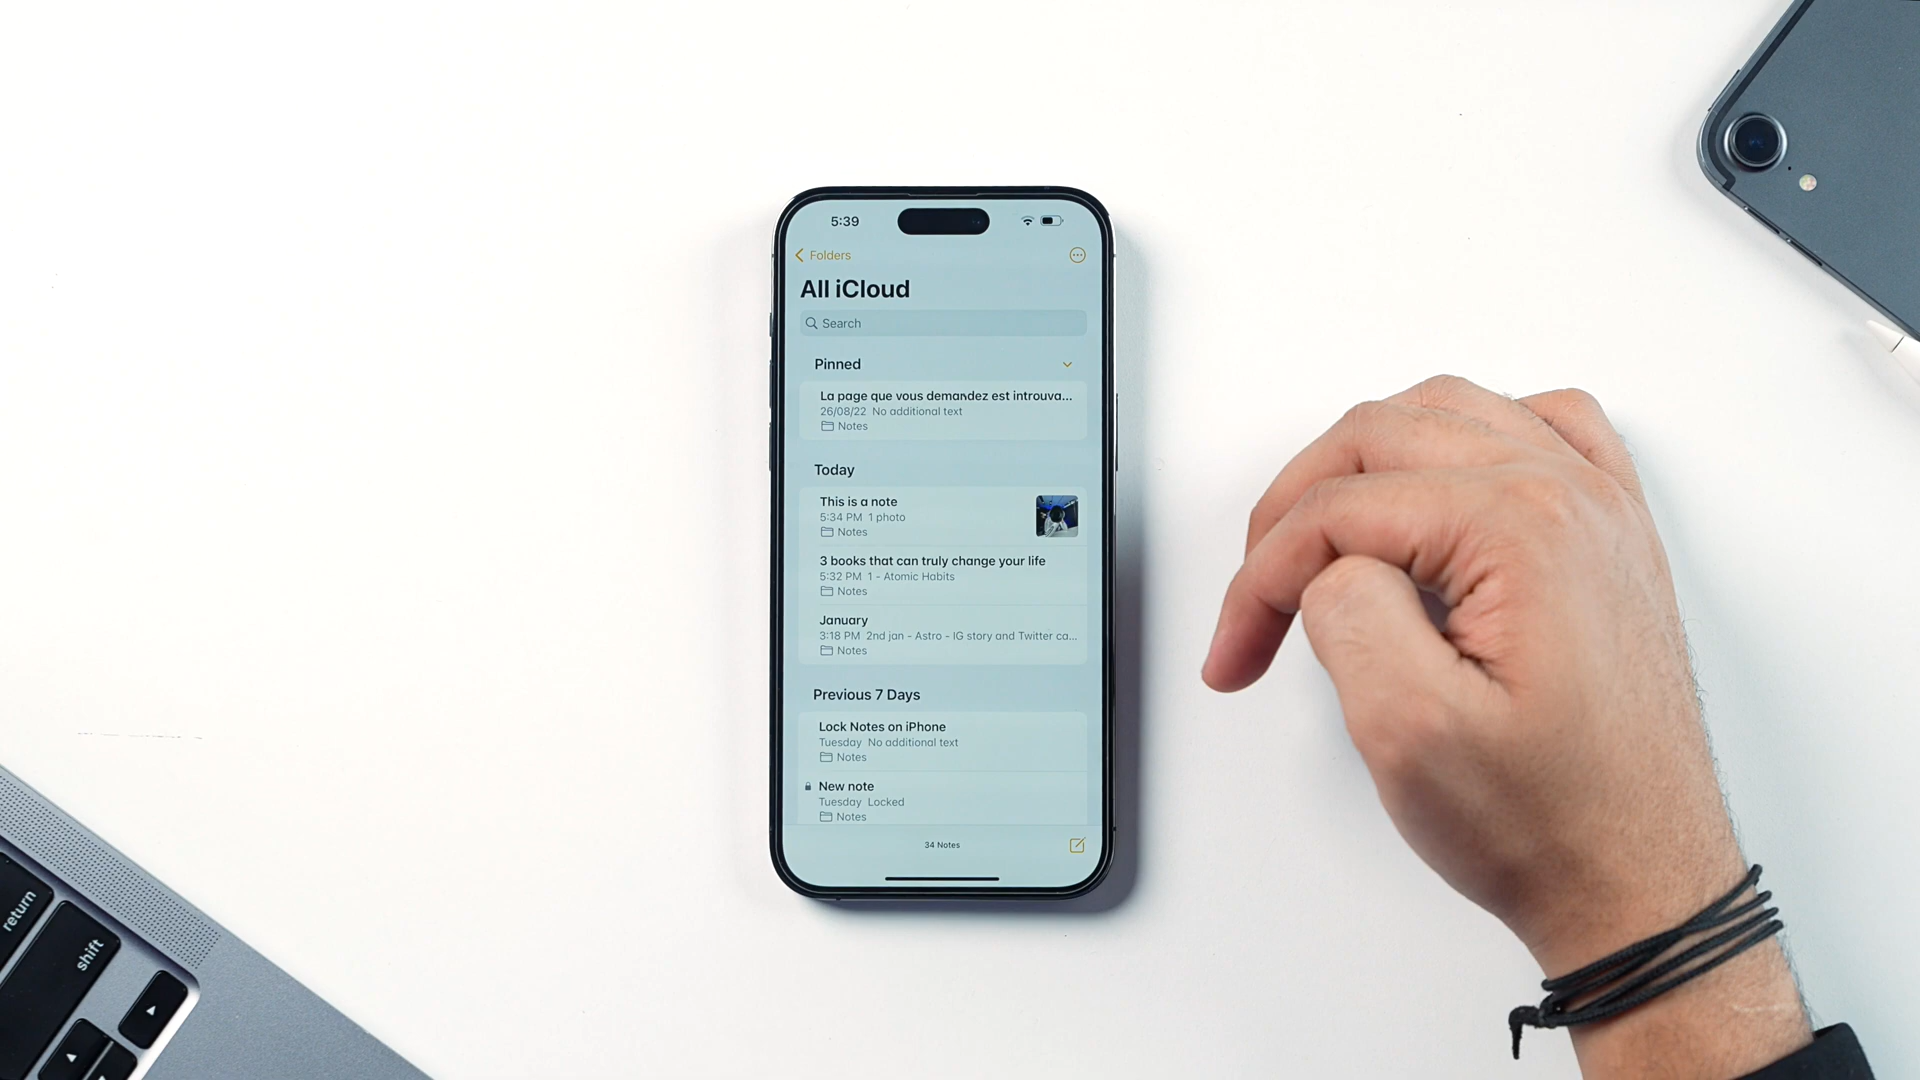 5:39
Folders
All iCloud
Search
Pinned
La page que vous demandez est introuva...
26/08/22 No additional text
Notes
Today
This is a note
5:34 PM 1 photo
Notes
3 books that can truly change your life
5:32 PM 1 - Atomic Habits
Notes
January
3:18 PM 2nd jan - Astro - IG story and Twitter ca...
Notes
Previous 7 Days
Lock Notes on iPhone
Tuesday No additional text
Notes
New note
Tuesday Locked
Notes
34 Notes
return
shift